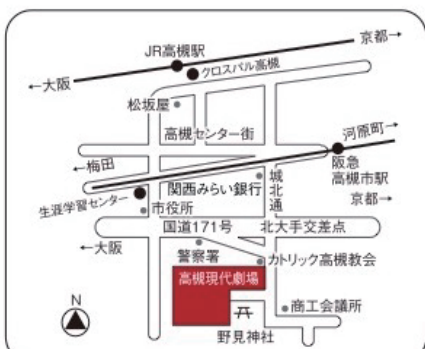 京都→
JR高槻駅
クロスパル高槻
←大阪
松坂屋
高槻センター街
河原町→
←梅田
阪急
高槻市駅
関西みらい銀行
城北通
京都→
生涯学習センター
市役所
国道171号
北大手交差点
←大阪
警察署
カトリック高槻教会
高槻現代劇場
N
商工会議所
野見神社